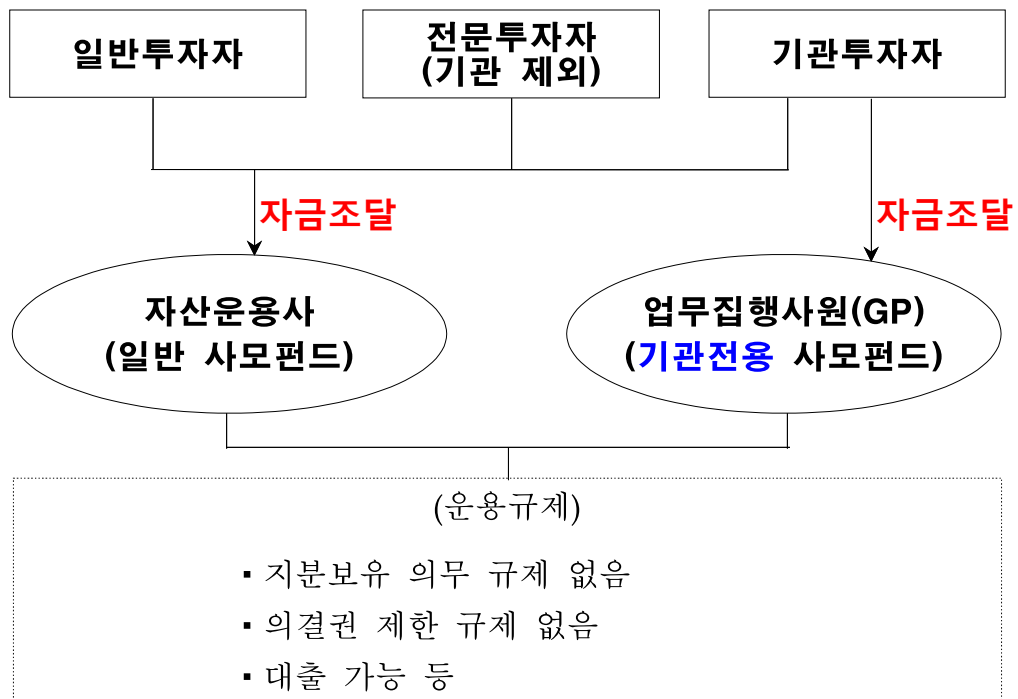 일반투자자
전문투자자
(기관 제외)
기관투자자
자금조달
자금조달
자산운용사
(일반 사모펀드)
업무집행사원(GP)
(기관전용 사모펀드)
(운용규제)
▪ 지분보유 의무 규제 없음
▪ 의결권 제한 규제 없음
▪ 대출 가능 등